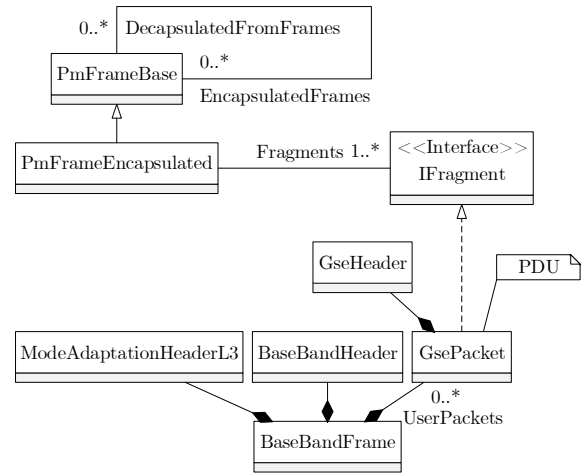 0..*
DecapsulatedFromFrames
0..*
PmFrameBase
EncapsulatedFrames
<<Interface>>
Fragments 1..*
PmFrameEncapsulated
IFragment
GseHeader
PDU
ModeAdaptationHeaderL3
BaseBandHeader
GsePacket
0..*
UserPackets
BaseBandFrame